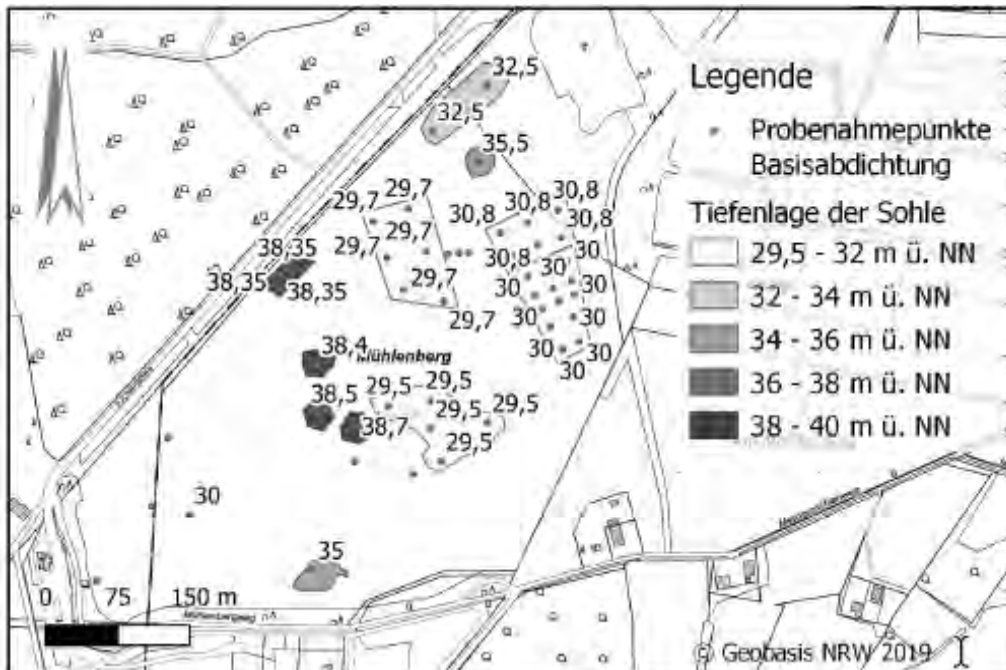 Legende
Probenahmepunkte
Basisabdichtung
Tiefenlage der Sohle
29,5 - 32 m ü. NN
32 - 34 m ü. NN
34 - 36 m ü. NN
36 - 38 m ü. NN
38 - 40 m ü. NN
32,5
32,5
35,5
29,7 29,7
30,8 30,8 30,8
30,8
29,7 29,7
30,8 30 30
38,35
38,35 38,35
29,7
30 30
29,7
30 30
30 30
38,4
Mühlenberg
29,5 29,5
38,5 29,5 29,5
38,7 29,5
30
35
0 75 150 m
© Geobasis NRW 2019